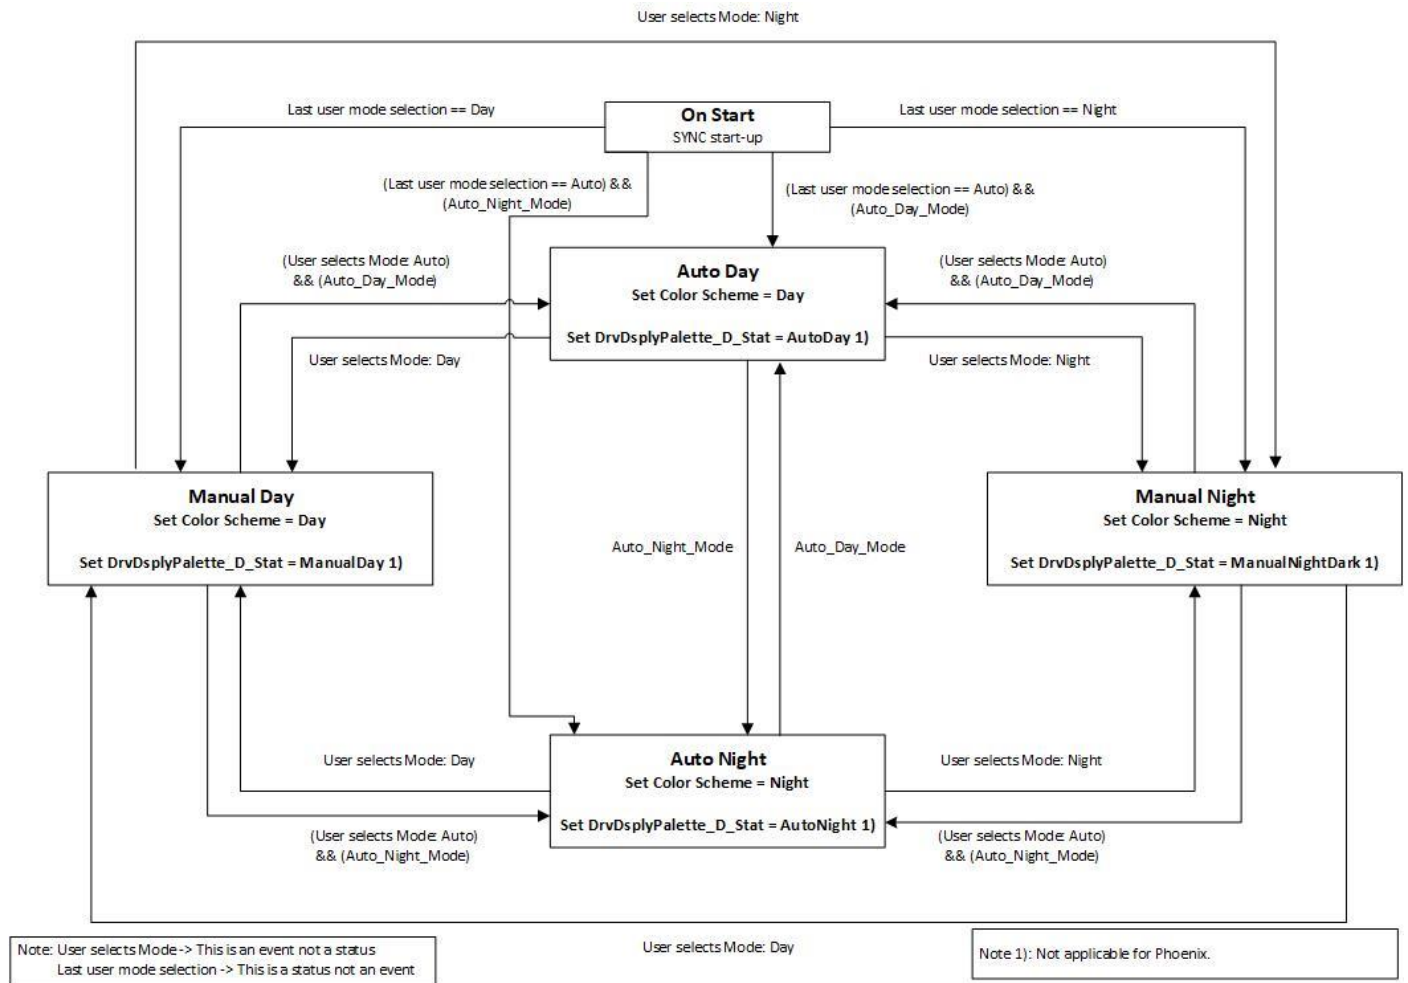 User selects Mode: Night
Last user mode selection == Day
On Start
SYNC start-up
Last user mode selection == Night
(Last user mode selection == Auto) &&
(Auto_Night_Mode)
(Last user mode selection == Auto) &&
(Auto_Day_Mode)
(User selects Mode: Auto)
&& (Auto_Day_Mode)
Auto Day
Set Color Scheme = Day
Set DrvDsplyPalette_D_Stat = AutoDay 1)
(User selects Mode: Auto)
&& (Auto_Day_Mode)
User selects Mode: Day
User selects Mode: Night
Manual Day
Set Color Scheme = Day
Set DrvDsplyPalette_D_Stat = ManualDay 1)
Manual Night
Set Color Scheme = Night
Set DrvDsplyPalette_D_Stat = ManualNightDark 1)
Auto_Night_Mode
Auto_Day_Mode
User selects Mode: Day
Auto Night
Set Color Scheme = Night
Set DrvDsplyPalette_D_Stat = AutoNight 1)
User selects Mode: Night
(User selects Mode: Auto)
&& (Auto_Night_Mode)
(User selects Mode: Auto)
&& (Auto_Night_Mode)
Note: User selects Mode -> This is an event not a status
Last user mode selection -> This is a status not an event
User selects Mode: Day
Note 1): Not applicable for Phoenix.